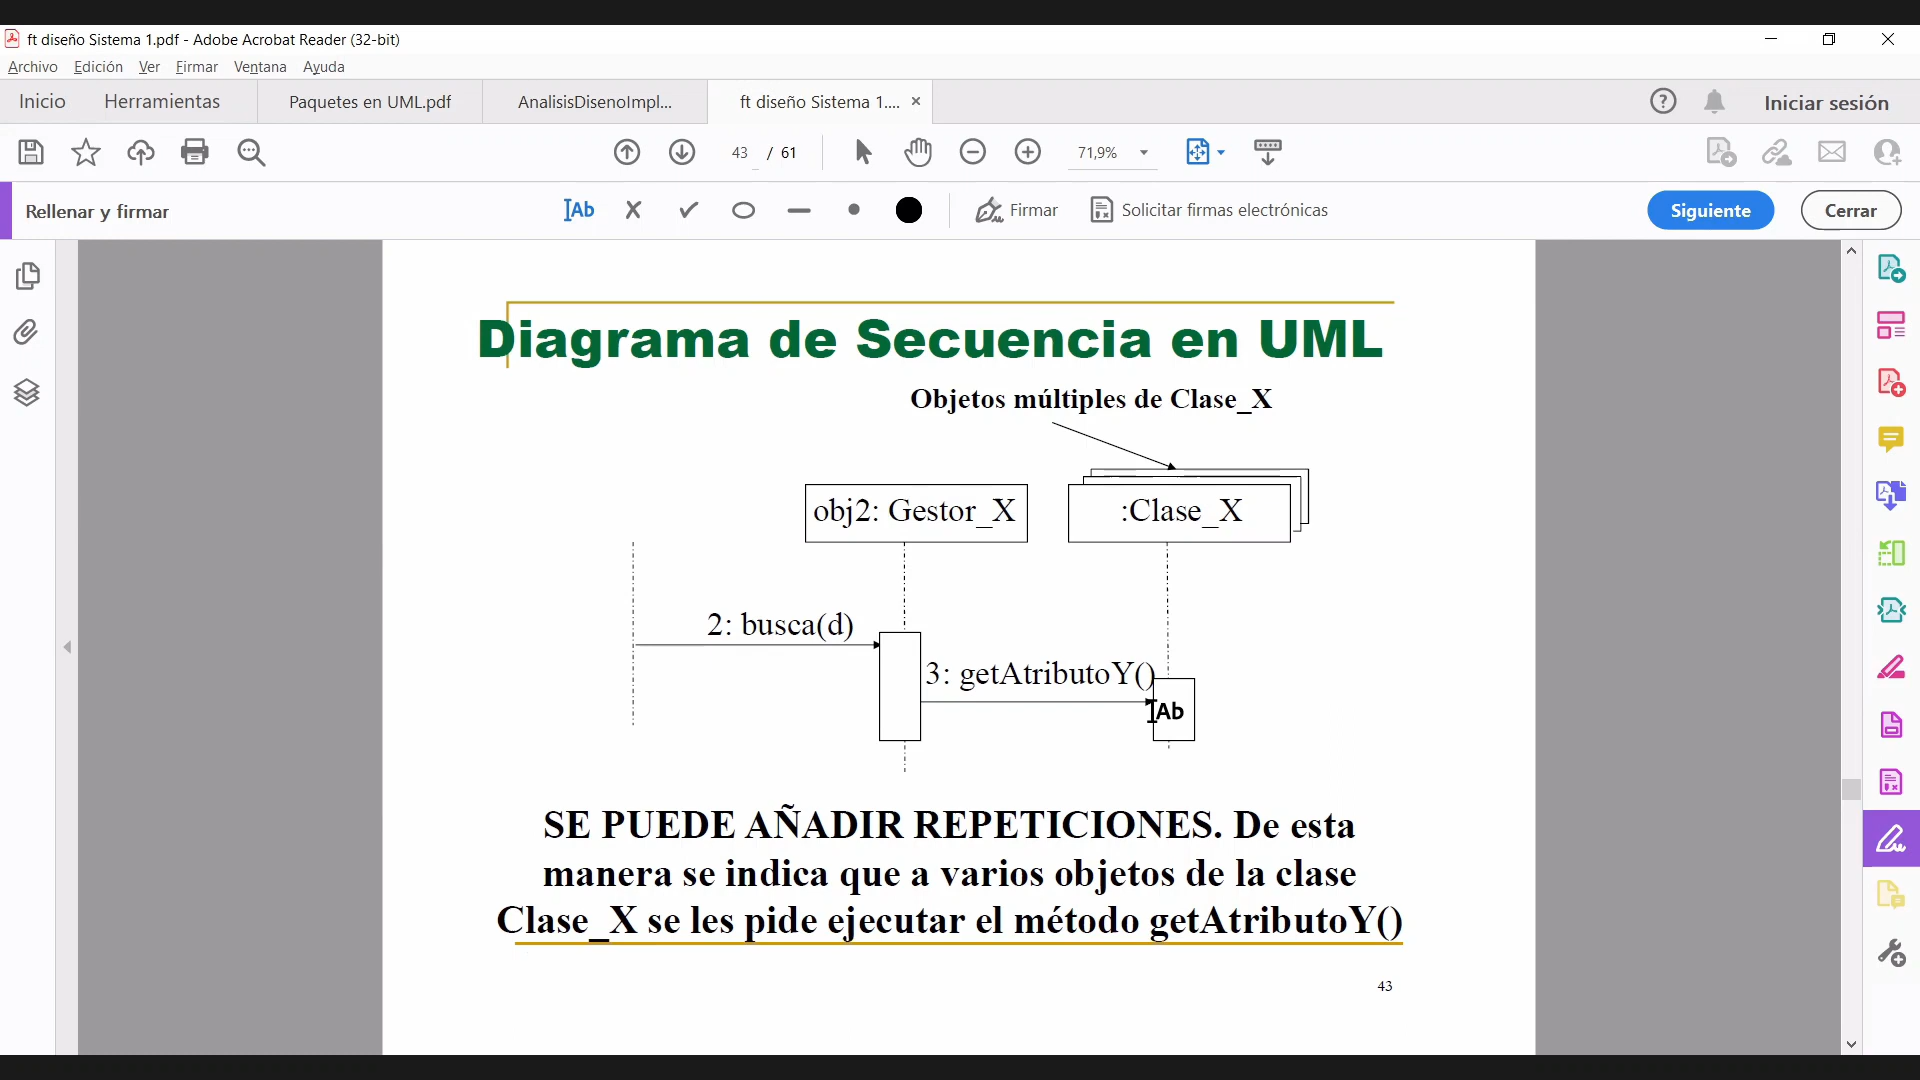 ft diseño Sistema 1.pdf - Adobe Acrobat Reader (32-bit)
Archivo Edición Ver Firmar Ventana Ayuda
Inicio Herramientas Paquetes en UML.pdf AnalisisDisenoImpl... ft diseño Sistema 1.... × Iniciar sesión
43 / 61 71,9%
Rellenar y firmar Ab Firmar Solicitar firmas electrónicas Siguiente Cerrar
Diagrama de Secuencia en UML
Objetos múltiples de Clase_X
obj2: Gestor_X :Clase_X
2: busca(d)
3: getAtributoY()
Ab
SE PUEDE AÑADIR REPETICIONES. De esta
manera se indica que a varios objetos de la clase
Clase_X se les pide ejecutar el método getAtributoY()
43